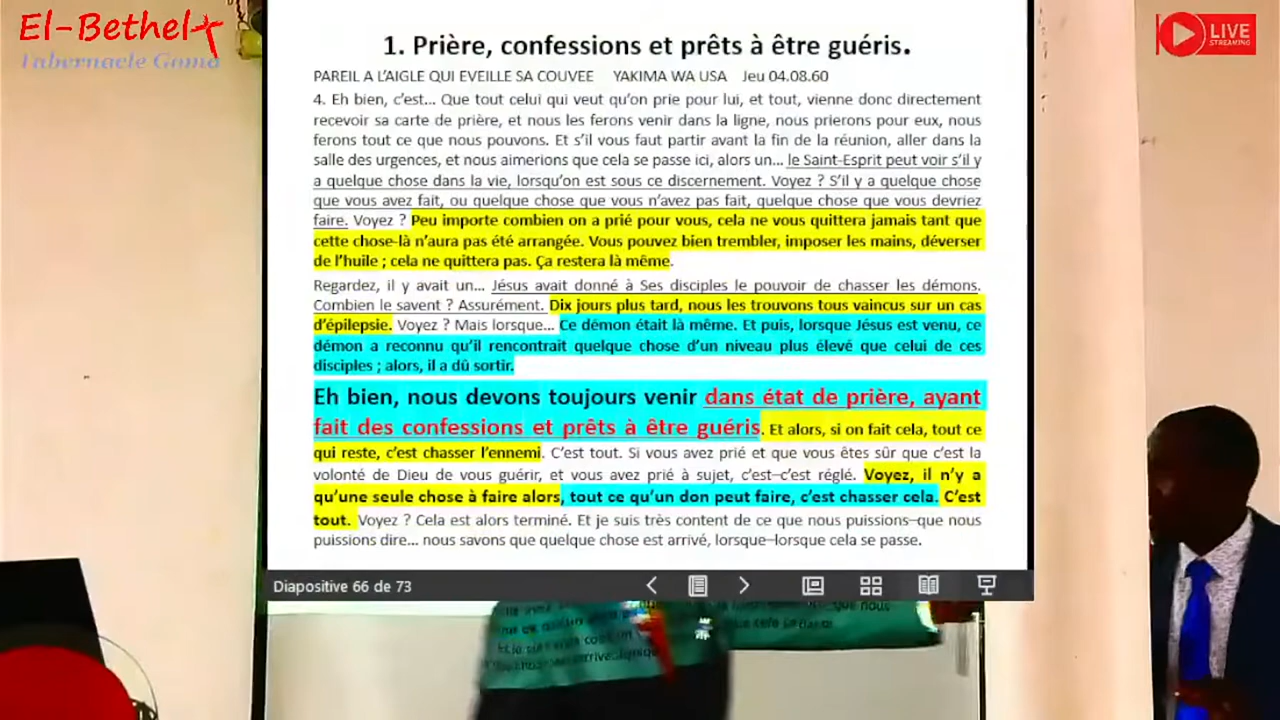 El-Bethel
Tabernacle Goma
LIVE
STREAMING
1. Prière, confessions et prêts à être guéris.
PAREIL A L'AIGLE QUI EVEILLE SA COUVEE YAKIMA WA USA Jeu 04.08.60
4. Eh bien, c'est… Que tout celui qui veut qu'on prie pour lui, et tout, vienne donc directement
recevoir sa carte de prière, et nous les ferons venir dans la ligne, nous prierons pour eux, nous
ferons tout ce que nous pouvons. Et s'il vous faut partir avant la fin de la réunion, aller dans la
salle des urgences, et nous aimerions que cela se passe ici, alors un… le Saint-Esprit peut voir s'il y
a quelque chose dans la vie, lorsqu'on est sous ce discernement. Voyez ? S'il y a quelque chose
que vous avez fait, ou quelque chose que vous n'avez pas fait, quelque chose que vous devriez
faire. Voyez ? Peu importe combien on a prié pour vous, cela ne vous quittera jamais tant que
cette chose-là n'aura pas été arrangée. Vous pouvez bien trembler, imposer les mains, déverser
de l'huile ; cela ne quittera pas. Ça restera là même.
Regardez, il y avait un… Jésus avait donné à Ses disciples le pouvoir de chasser les démons.
Combien le savent ? Assurément. Dix jours plus tard, nous les trouvons tous vaincus sur un cas
d'épilepsie. Voyez ? Mais lorsque… Ce démon était là même. Et puis, lorsque Jésus est venu, ce
démon a reconnu qu'il rencontrait quelque chose d'un niveau plus élevé que celui de ces
disciples ; alors, il a dû sortir.
Eh bien, nous devons toujours venir dans état de prière, ayant
fait des confessions et prêts à être guéris. Et alors, si on fait cela, tout ce
qui reste, c'est chasser l'ennemi. C'est tout. Si vous avez prié et que vous êtes sûr que c'est la
volonté de Dieu de vous guérir, et vous avez prié à sujet, c'est–c'est réglé. Voyez, il n'y a
qu'une seule chose à faire alors, tout ce qu'un don peut faire, c'est chasser cela. C'est
tout. Voyez ? Cela est alors terminé. Et je suis très content de ce que nous puissions–que nous
puissions dire… nous savons que quelque chose est arrivé, lorsque–lorsque cela se passe.
Diapositive 66 de 73